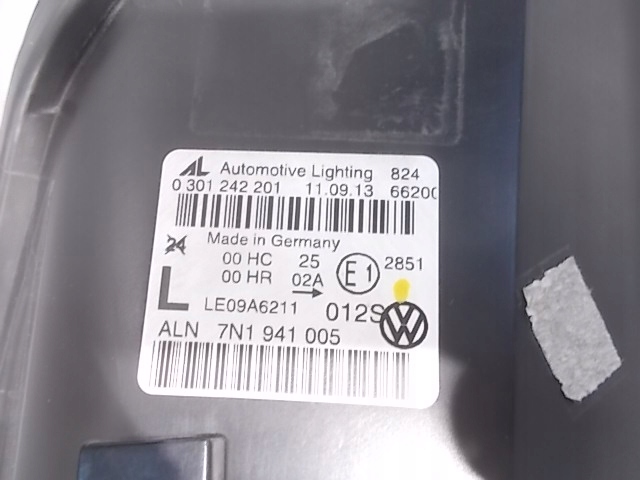 AL Automotive Lighting 824
0 301 242 201 11.09.13 66200
Made in Germany
24
00 HC 25 E1 2851
00 HR 02A
L LE09A6211 012S
ALN 7N1 941 005